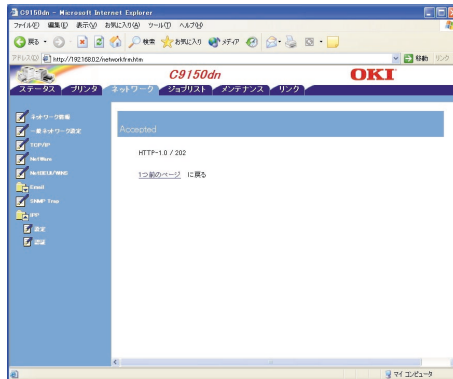 C9150dn - Microsoft Internet Explorer
ファイル(F) 編集(E) 表示(V) お気に入り(A) ツール(T) ヘルプ(H)
戻る 検索 お気に入り メディア
アドレス(D) http://192.168.0.2/networkfrm.htm 移動 リンク
C9150dn OKI
ステータス プリンタ ネットワーク ジョブリスト メンテナンス リンク
ネットワーク情報
一般ネットワーク設定
TCP/IP
NetWare
NetBEUI/WINS
Email
SNMP Trap
IPP
設定
認証
Accepted
HTTP-1.0 / 202
1つ前のページ に戻る
マイ コンピュータ